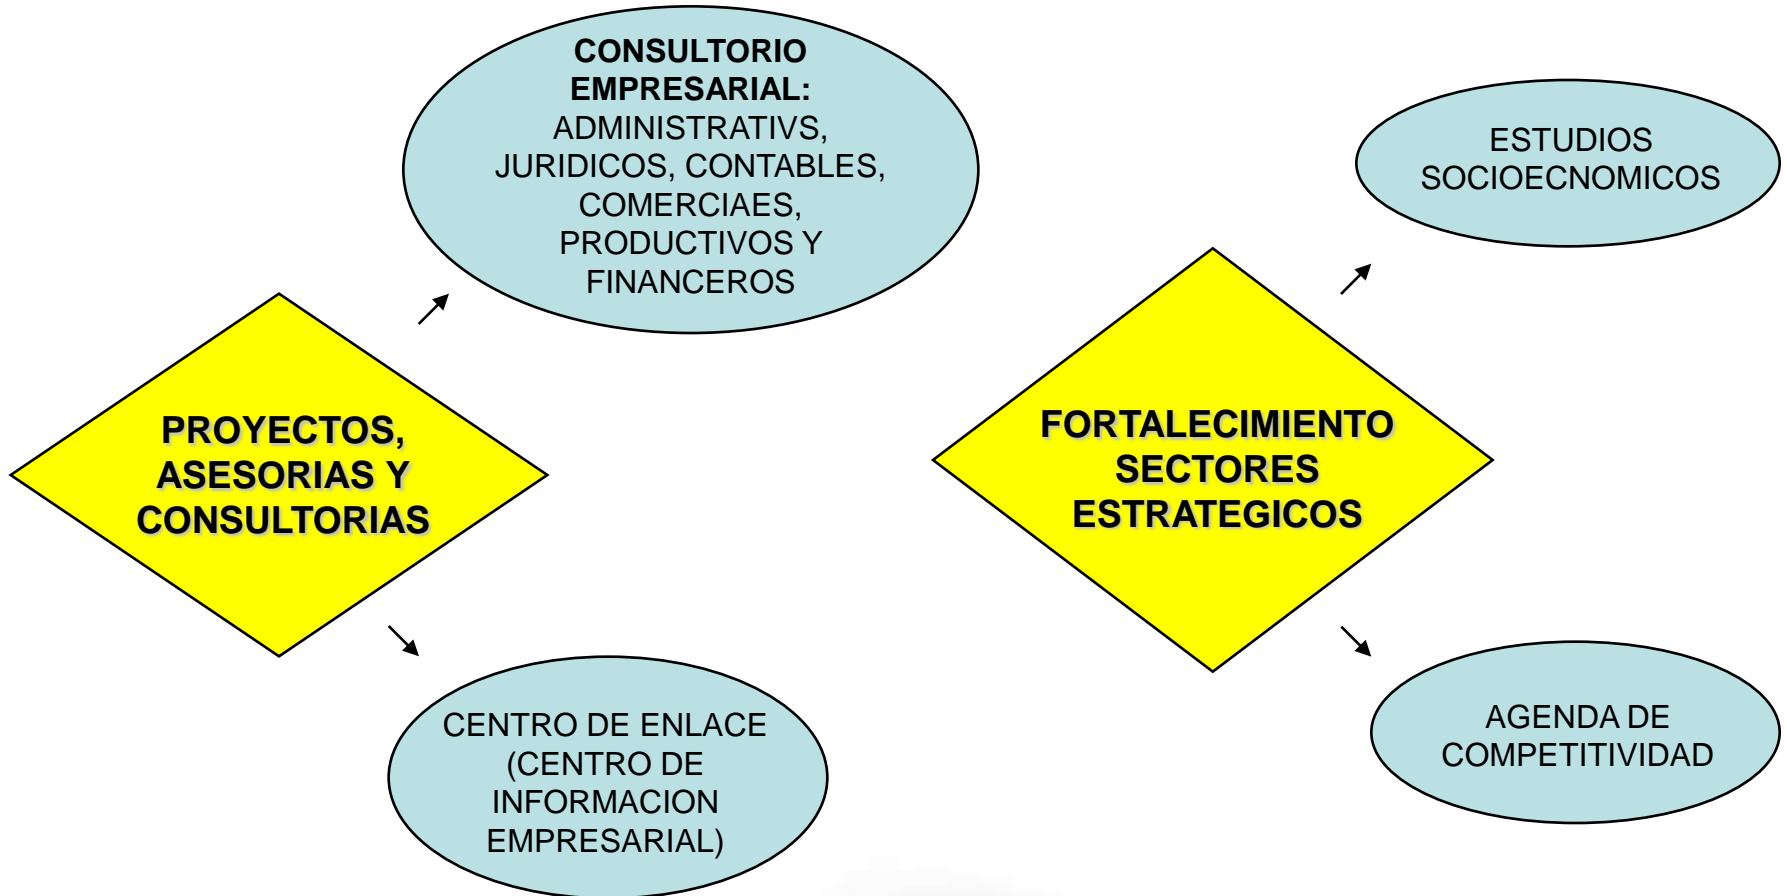 CONSULTORIO
EMPRESARIAL:
ADMINISTRATIVS,
JURIDICOS, CONTABLES,
COMERCIAES,
PRODUCTIVOS Y
FINANCEROS
PROYECTOS,
ASESORIAS Y
CONSULTORIAS
CENTRO DE ENLACE
(CENTRO DE
INFORMACION
EMPRESARIAL)
ESTUDIOS
SOCIOECNOMICOS
FORTALECIMIENTO
SECTORES
ESTRATEGICOS
AGENDA DE
COMPETITIVIDAD